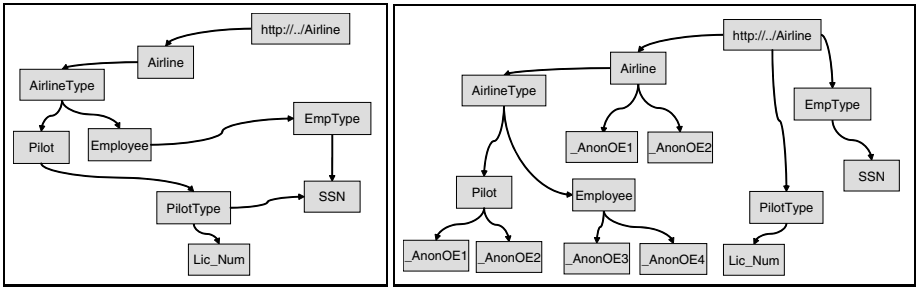 http://../Airline
Airline
AirlineType
EmpType
Pilot
Employee
SSN
PilotType
Lic_Num
http://../Airline
Airline
AirlineType
EmpType
_AnonOE1
_AnonOE2
SSN
Pilot
Employee
PilotType
_AnonOE1
_AnonOE2
_AnonOE3
_AnonOE4
Lic_Num